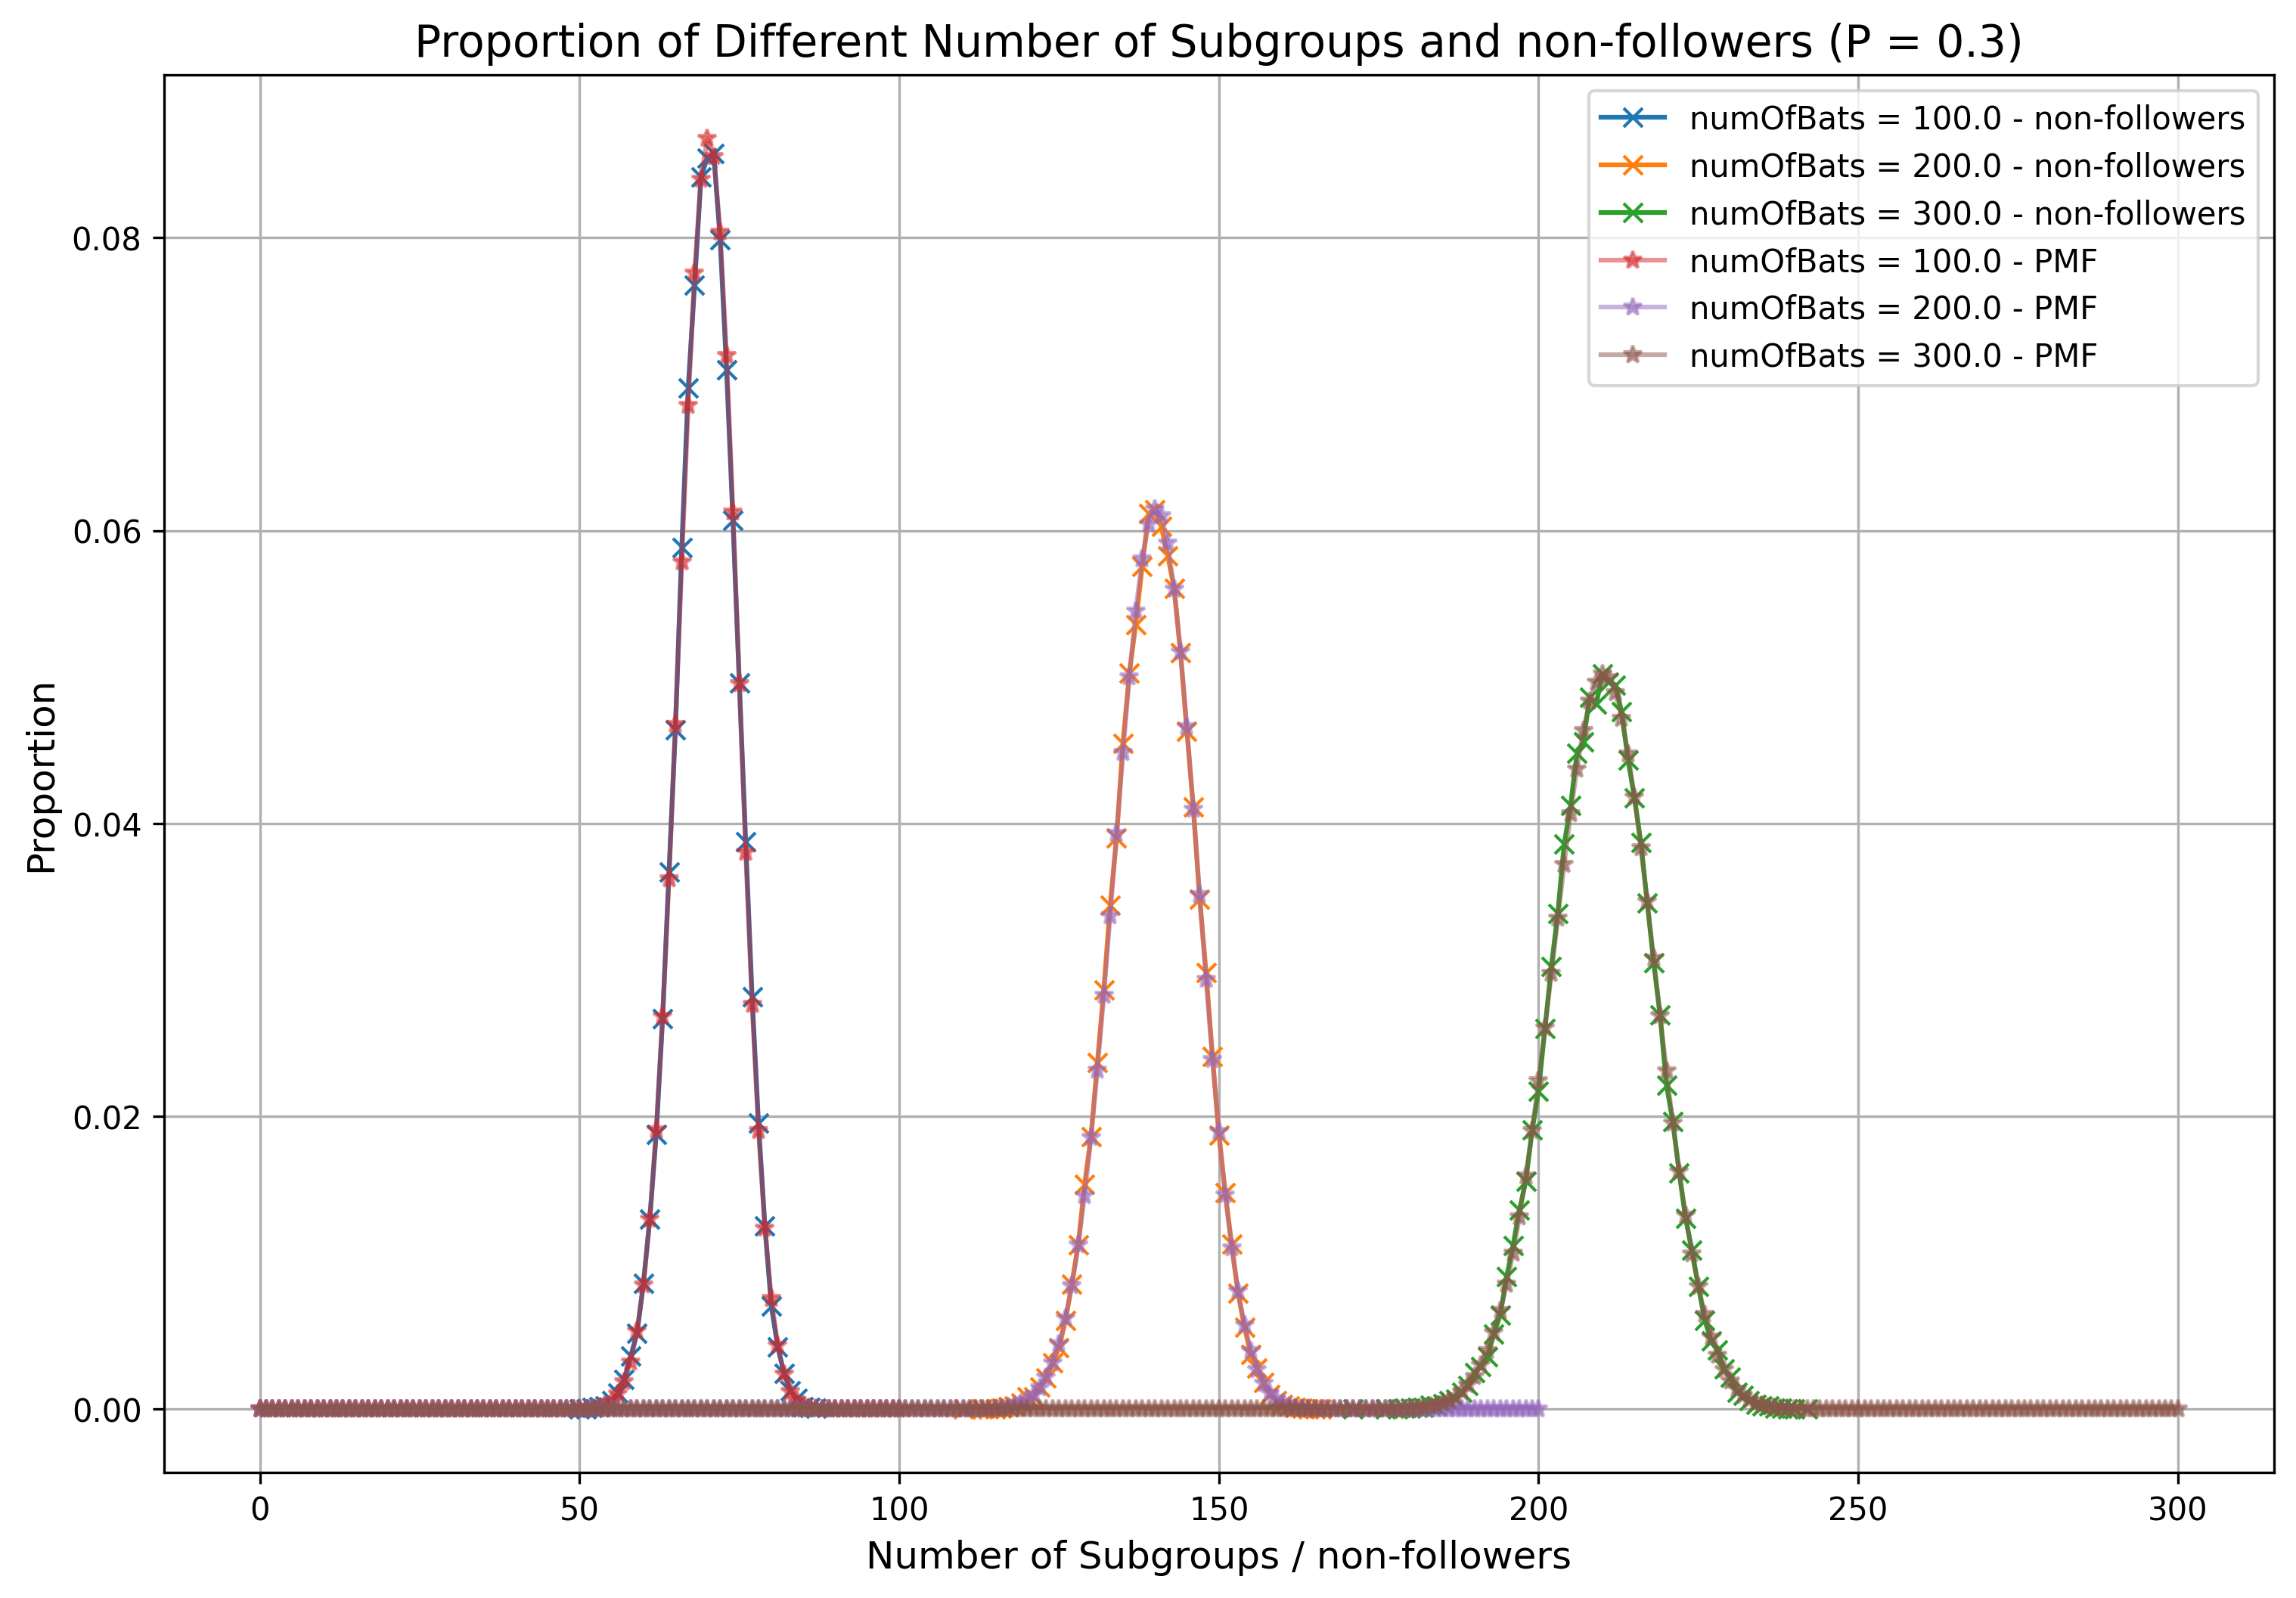 Proportion of Different Number of Subgroups and non-followers (P = 0.3)
numOfBats = 100.0 - non-followers
numOfBats = 200.0 - non-followers
numOfBats = 300.0 - non-followers
numOfBats = 100.0 - PMF
numOfBats = 200.0 - PMF
numOfBats = 300.0 - PMF
Proportion
0.08
0.06
0.04
0.02
0.00
0 50 100 150 200 250 300
Number of Subgroups / non-followers